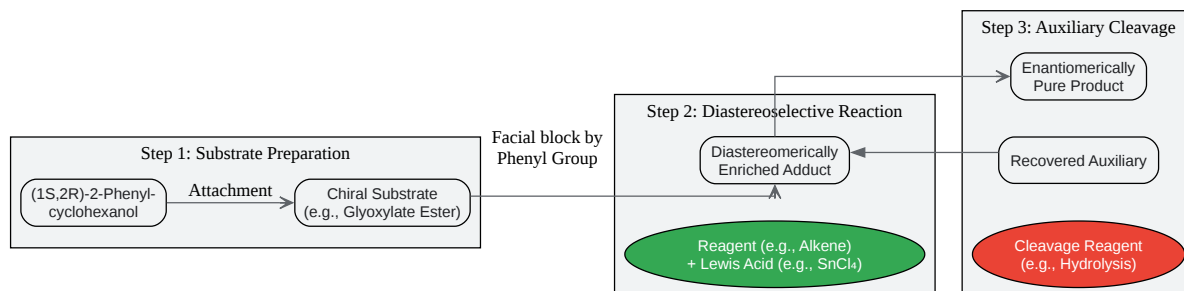 Step 1: Substrate Preparation
(1S,2R)-2-Phenyl-
cyclohexanol
Attachment
Chiral Substrate
(e.g., Glyoxylate Ester)
Facial block by
Phenyl Group
Step 2: Diastereoselective Reaction
Diastereomerically
Enriched Adduct
Reagent (e.g., Alkene)
+ Lewis Acid (e.g., SnCl₄)
Step 3: Auxiliary Cleavage
Enantiomerically
Pure Product
Recovered Auxiliary
Cleavage Reagent
(e.g., Hydrolysis)